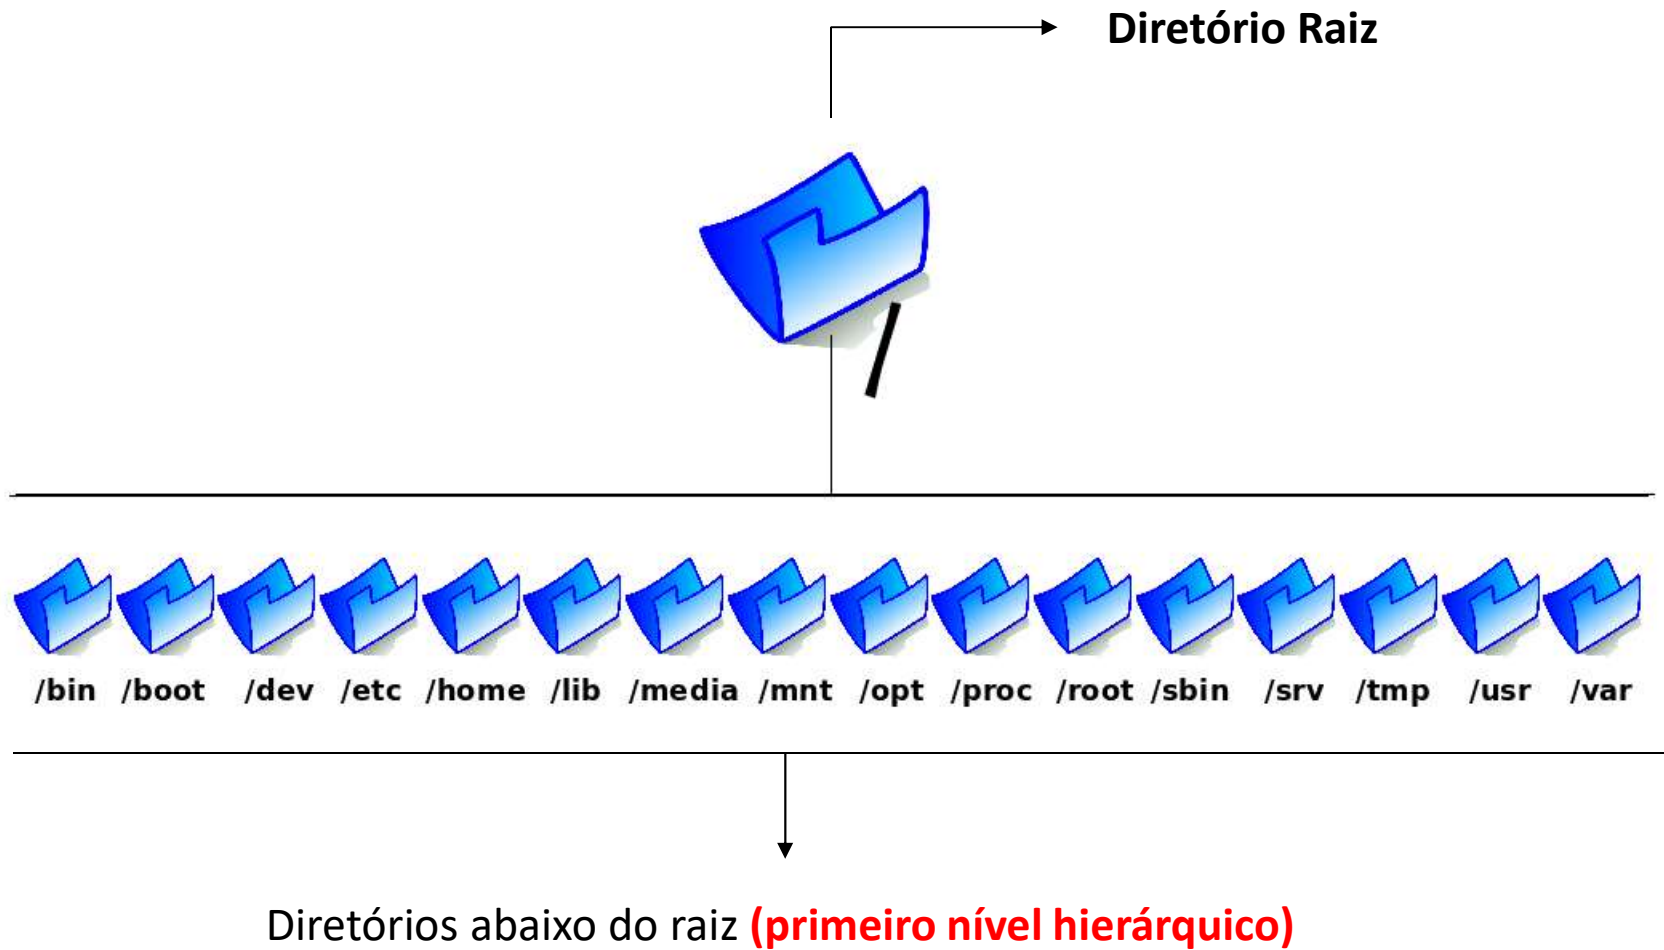 Diretório Raiz
/
/bin /boot /dev /etc /home /lib /media /mnt /opt /proc /root /sbin /srv /tmp /usr /var
Diretórios abaixo do raiz (primeiro nível hierárquico)